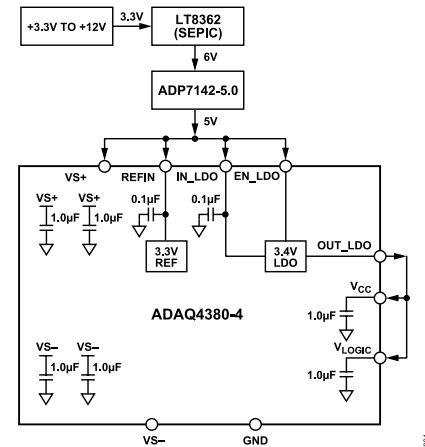 +3.3V TO +12V
3.3V
LT8362
(SEPIC)
6V
ADP7142-5.0
5V
VS+
REFIN
IN_LDO
EN_LDO
VS+
VS+
1.0µF
1.0µF
0.1µF
0.1µF
3.3V
REF
3.4V
LDO
OUT_LDO
ADAQ4380-4
VCC
1.0µF
VLOGIC
1.0µF
VS–
VS–
1.0µF
1.0µF
VS–
GND